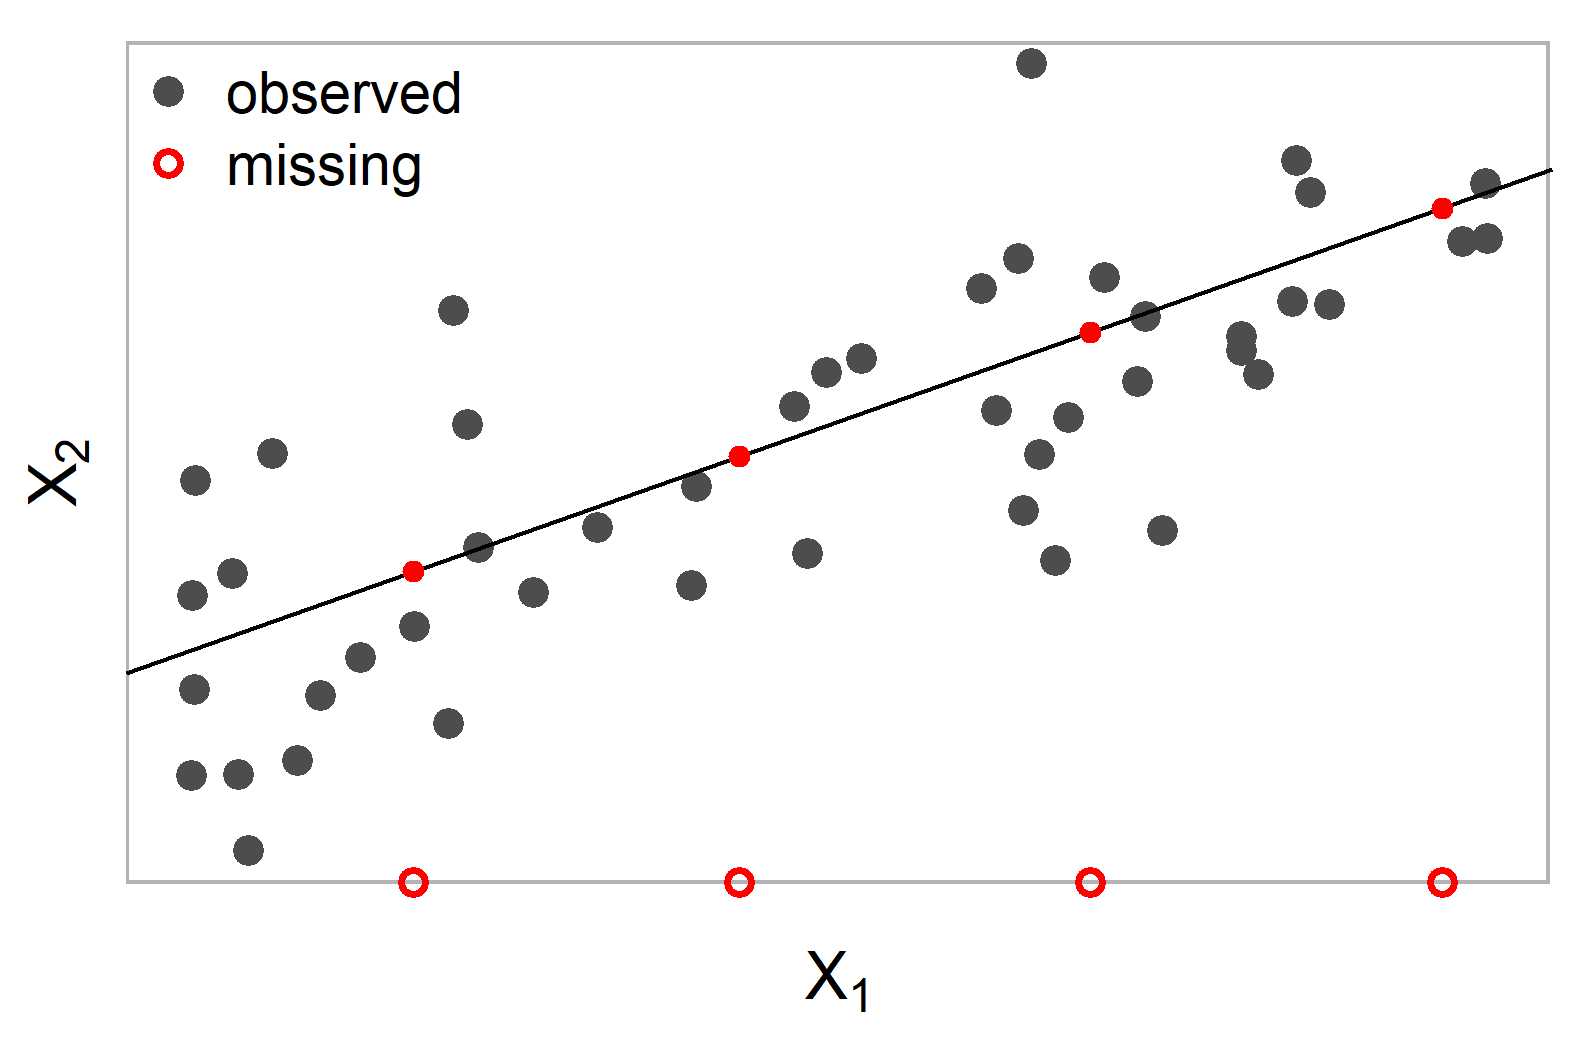 observed
missing
X₂
X₁